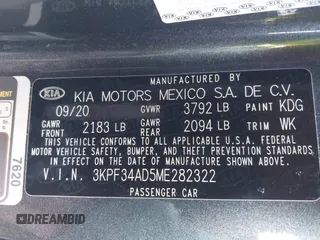 KIA KIA MOTORS MEXICO S.A. DE C.V.
09/20 GVWR 3792 LB PAINT KDG
GAWR FRONT 2183 LB GAWR REAR 2094 LB TRIM WK
THIS VEHICLE CONFORMS TO ALL APPLICABLE U.S.A. FEDERAL
MOTOR VEHICLE SAFETY, BUMPER, AND THEFT PREVENTION STANDARDS
IN EFFECT ON THE DATE OF MANUFACTURE SHOWN ABOVE.
V.I.N. 3KPF34AD5ME282322
PASSENGER CAR
7620
DREAMBID